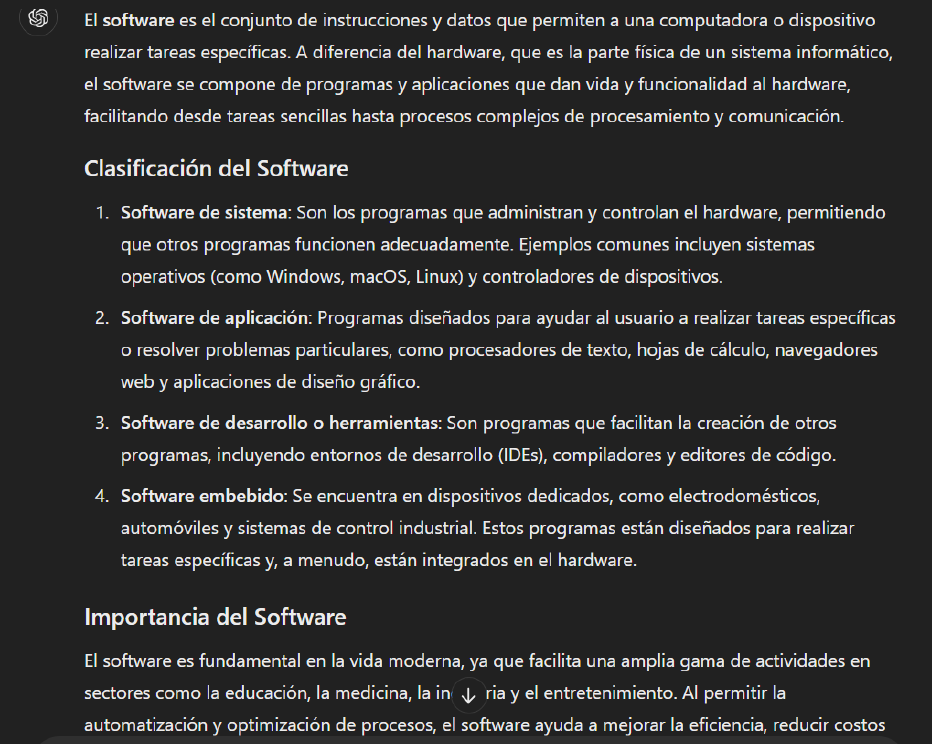 El software es el conjunto de instrucciones y datos que permiten a una computadora o dispositivo
realizar tareas específicas. A diferencia del hardware, que es la parte física de un sistema informático,
el software se compone de programas y aplicaciones que dan vida y funcionalidad al hardware,
facilitando desde tareas sencillas hasta procesos complejos de procesamiento y comunicación.
Clasificación del Software
1. Software de sistema: Son los programas que administran y controlan el hardware, permitiendo
que otros programas funcionen adecuadamente. Ejemplos comunes incluyen sistemas
operativos (como Windows, macOS, Linux) y controladores de dispositivos.
2. Software de aplicación: Programas diseñados para ayudar al usuario a realizar tareas específicas
o resolver problemas particulares, como procesadores de texto, hojas de cálculo, navegadores
web y aplicaciones de diseño gráfico.
3. Software de desarrollo o herramientas: Son programas que facilitan la creación de otros
programas, incluyendo entornos de desarrollo (IDEs), compiladores y editores de código.
4. Software embebido: Se encuentra en dispositivos dedicados, como electrodomésticos,
automóviles y sistemas de control industrial. Estos programas están diseñados para realizar
tareas específicas y, a menudo, están integrados en el hardware.
Importancia del Software
El software es fundamental en la vida moderna, ya que facilita una amplia gama de actividades en
sectores como la educación, la medicina, la y el entretenimiento. Al permitir la
automatización y optimización de procesos, el software ayuda a mejorar la eficiencia, reducir costos